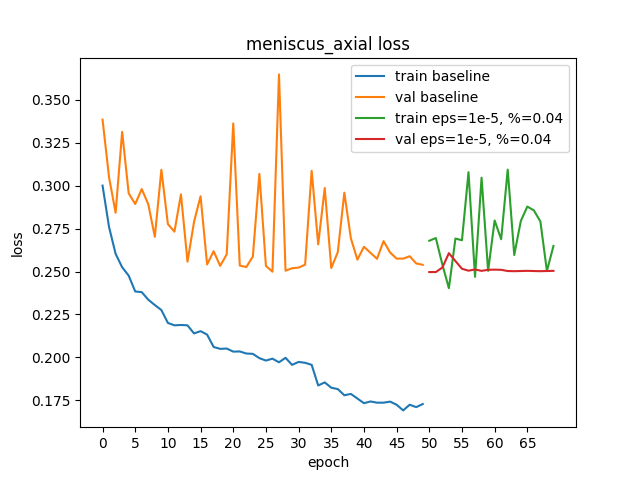 meniscus_axial loss
train baseline
val baseline
train eps=1e-5, %=0.04
val eps=1e-5, %=0.04
0.350
0.325
0.300
0.275
0.250
0.225
0.200
0.175
loss
0 5 10 15 20 25 30 35 40 45 50 55 60 65
epoch